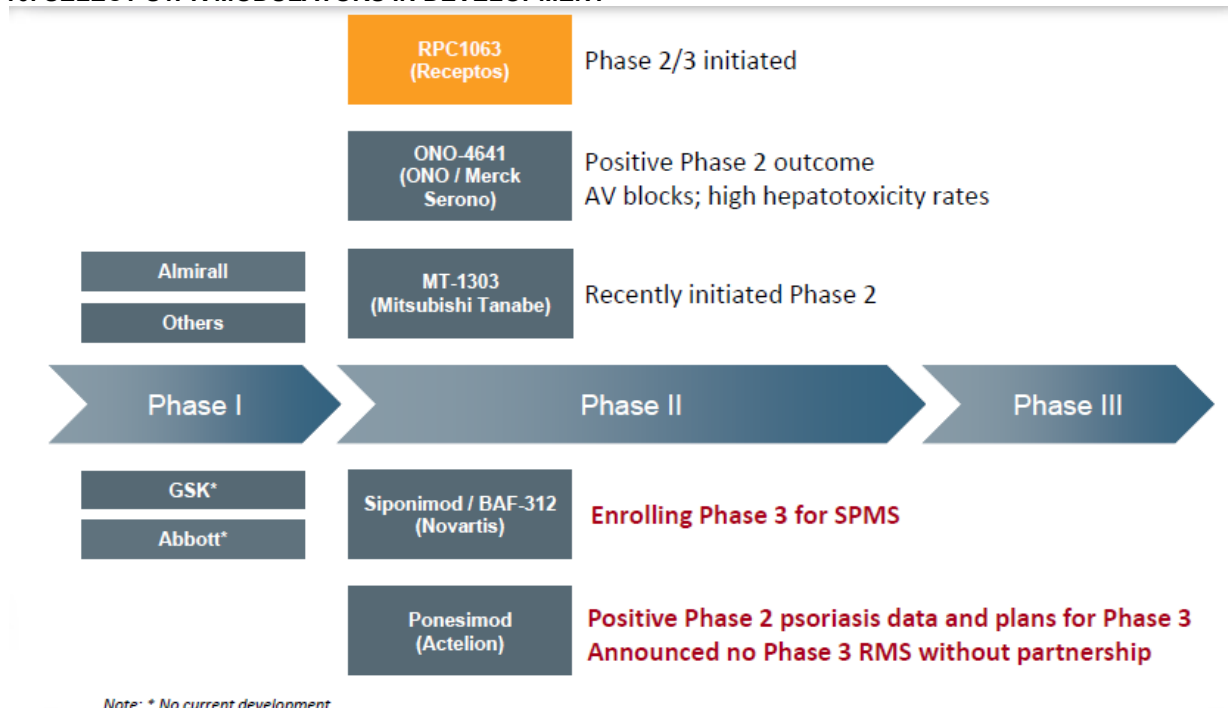 RPC1063
(Receptos)
Phase 2/3 initiated
ONO-4641
(ONO / Merck
Serono)
Positive Phase 2 outcome
AV blocks; high hepatotoxicity rates
Almirall
Others
MT-1303
(Mitsubishi Tanabe)
Recently initiated Phase 2
Phase I
Phase II
Phase III
GSK*
Abbott*
Siponimod / BAF-312
(Novartis)
Enrolling Phase 3 for SPMS
Ponesimod
(Actelion)
Positive Phase 2 psoriasis data and plans for Phase 3
Announced no Phase 3 RMS without partnership
Note: * No current development